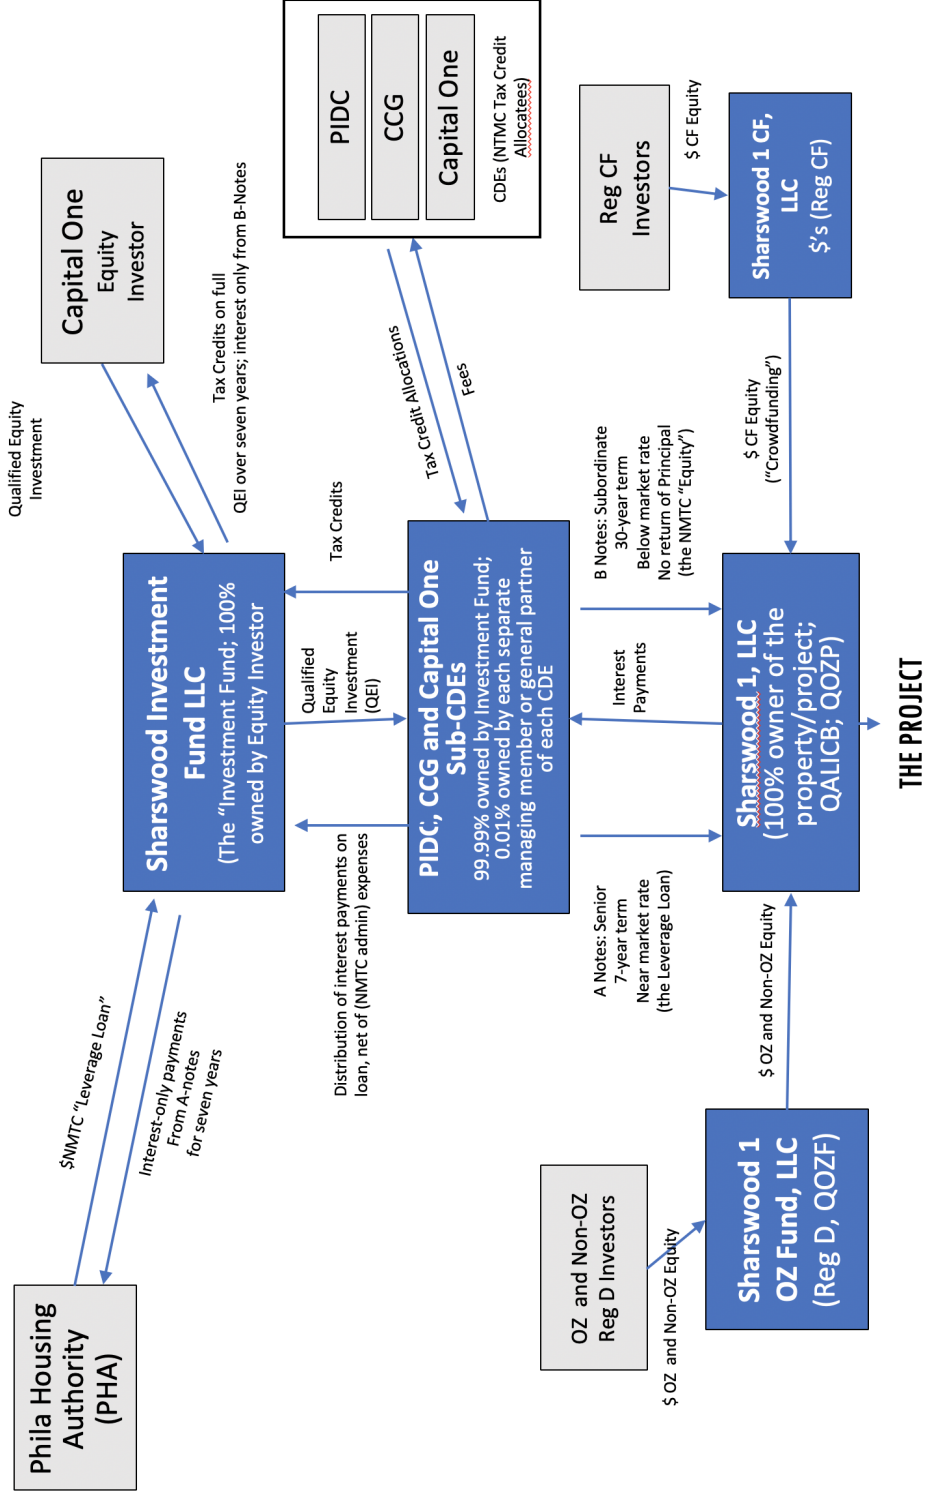 Phila Housing
Authority
(PHA)
$NMTC “Leverage Loan”
Interest-only payments
From A-notes
for seven years
Sharswood Investment
Fund LLC
(The “Investment Fund; 100%
owned by Equity Investor
Qualified Equity
Investment
Capital One
Equity
Investor
Tax Credits on full
QEI over seven years; interest only from B-Notes
Distribution of interest payments on
loan, net of (NMTC admin) expenses
Qualified
Equity
Investment
(QEI)
Tax Credits
PIDC
CCG
Capital One
CDEs (NTMC Tax Credit
Allocatees)
Tax Credit Allocations
Fees
PIDC, CCG and Capital One
Sub-CDEs
99.99% owned by Investment Fund;
0.01% owned by each separate
managing member or general partner
of each CDE
A Notes: Senior
7-year term
Near market rate
(the Leverage Loan)
Interest
Payments
B Notes: Subordinate
30-year term
Below market rate
No return of Principal
(the NMTC “Equity”)
Reg CF
Investors
$ CF Equity
OZ and Non-OZ
Reg D Investors
$ OZ and Non-OZ Equity
Sharswood 1
OZ Fund, LLC
(Reg D, QOZF)
$ OZ and Non-OZ Equity
Sharswood 1, LLC
(100% owner of the
property/project;
QALICB; QOZP)
$ CF Equity
(“Crowdfunding”)
Sharswood 1 CF,
LLC
$’s (Reg CF)
THE PROJECT